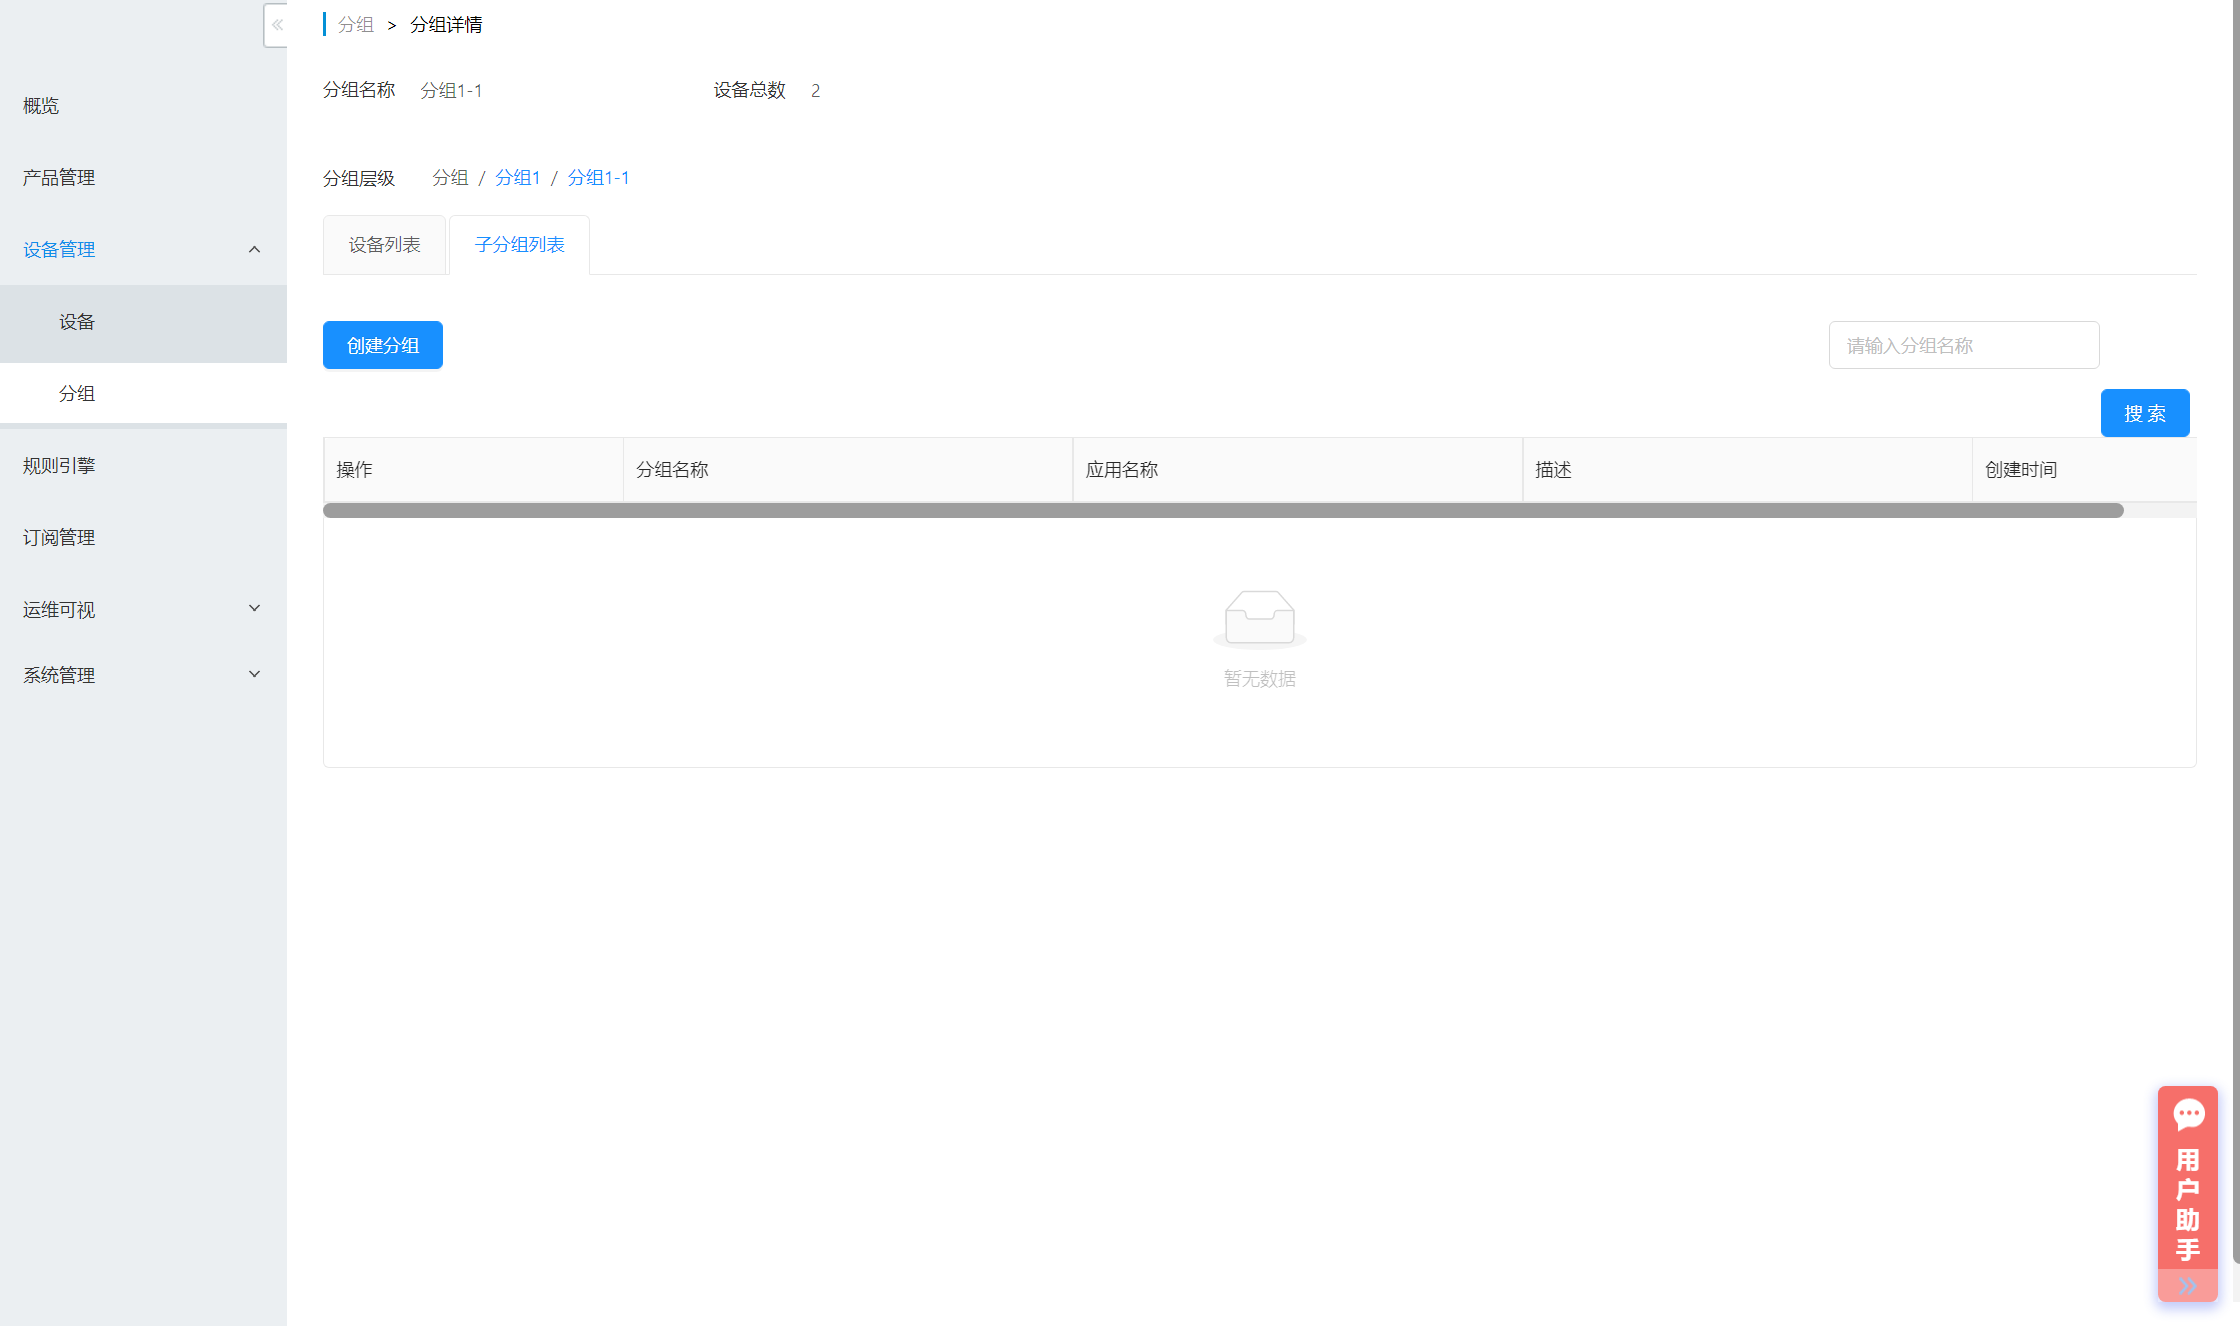 概览
产品管理
设备管理
设备
分组
规则引擎
订阅管理
运维可视
系统管理
分组 > 分组详情
分组名称 分组1-1 设备总数 2
分组层级 分组 / 分组1 / 分组1-1
设备列表 子分组列表
创建分组 请输入分组名称
搜 索
操作 分组名称 应用名称 描述 创建时间
暂无数据
用户助手